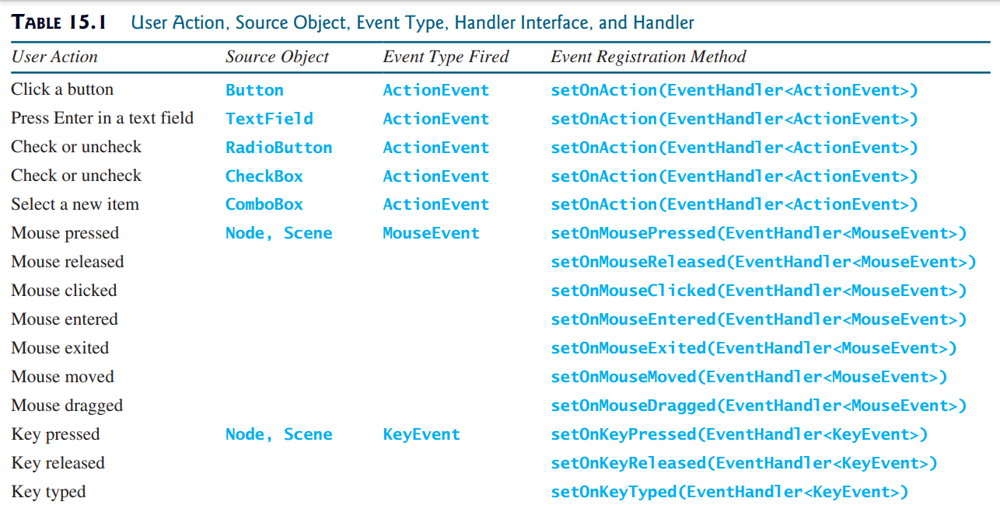 TABLE 15.1 User Action, Source Object, Event Type, Handler Interface, and Handler
User Action Source Object Event Type Fired Event Registration Method
Click a button Button ActionEvent setOnAction(EventHandler<ActionEvent>)
Press Enter in a text field TextField ActionEvent setOnAction(EventHandler<ActionEvent>)
Check or uncheck RadioButton ActionEvent setOnAction(EventHandler<ActionEvent>)
Check or uncheck CheckBox ActionEvent setOnAction(EventHandler<ActionEvent>)
Select a new item ComboBox ActionEvent setOnAction(EventHandler<ActionEvent>)
Mouse pressed Node, Scene MouseEvent setOnMousePressed(EventHandler<MouseEvent>)
Mouse released setOnMouseReleased(EventHandler<MouseEvent>)
Mouse clicked setOnMouseClicked(EventHandler<MouseEvent>)
Mouse entered setOnMouseEntered(EventHandler<MouseEvent>)
Mouse exited setOnMouseExited(EventHandler<MouseEvent>)
Mouse moved setOnMouseMoved(EventHandler<MouseEvent>)
Mouse dragged setOnMouseDragged(EventHandler<MouseEvent>)
Key pressed Node, Scene KeyEvent setOnKeyPressed(EventHandler<KeyEvent>)
Key released setOnKeyReleased(EventHandler<KeyEvent>)
Key typed setOnKeyTyped(EventHandler<KeyEvent>)